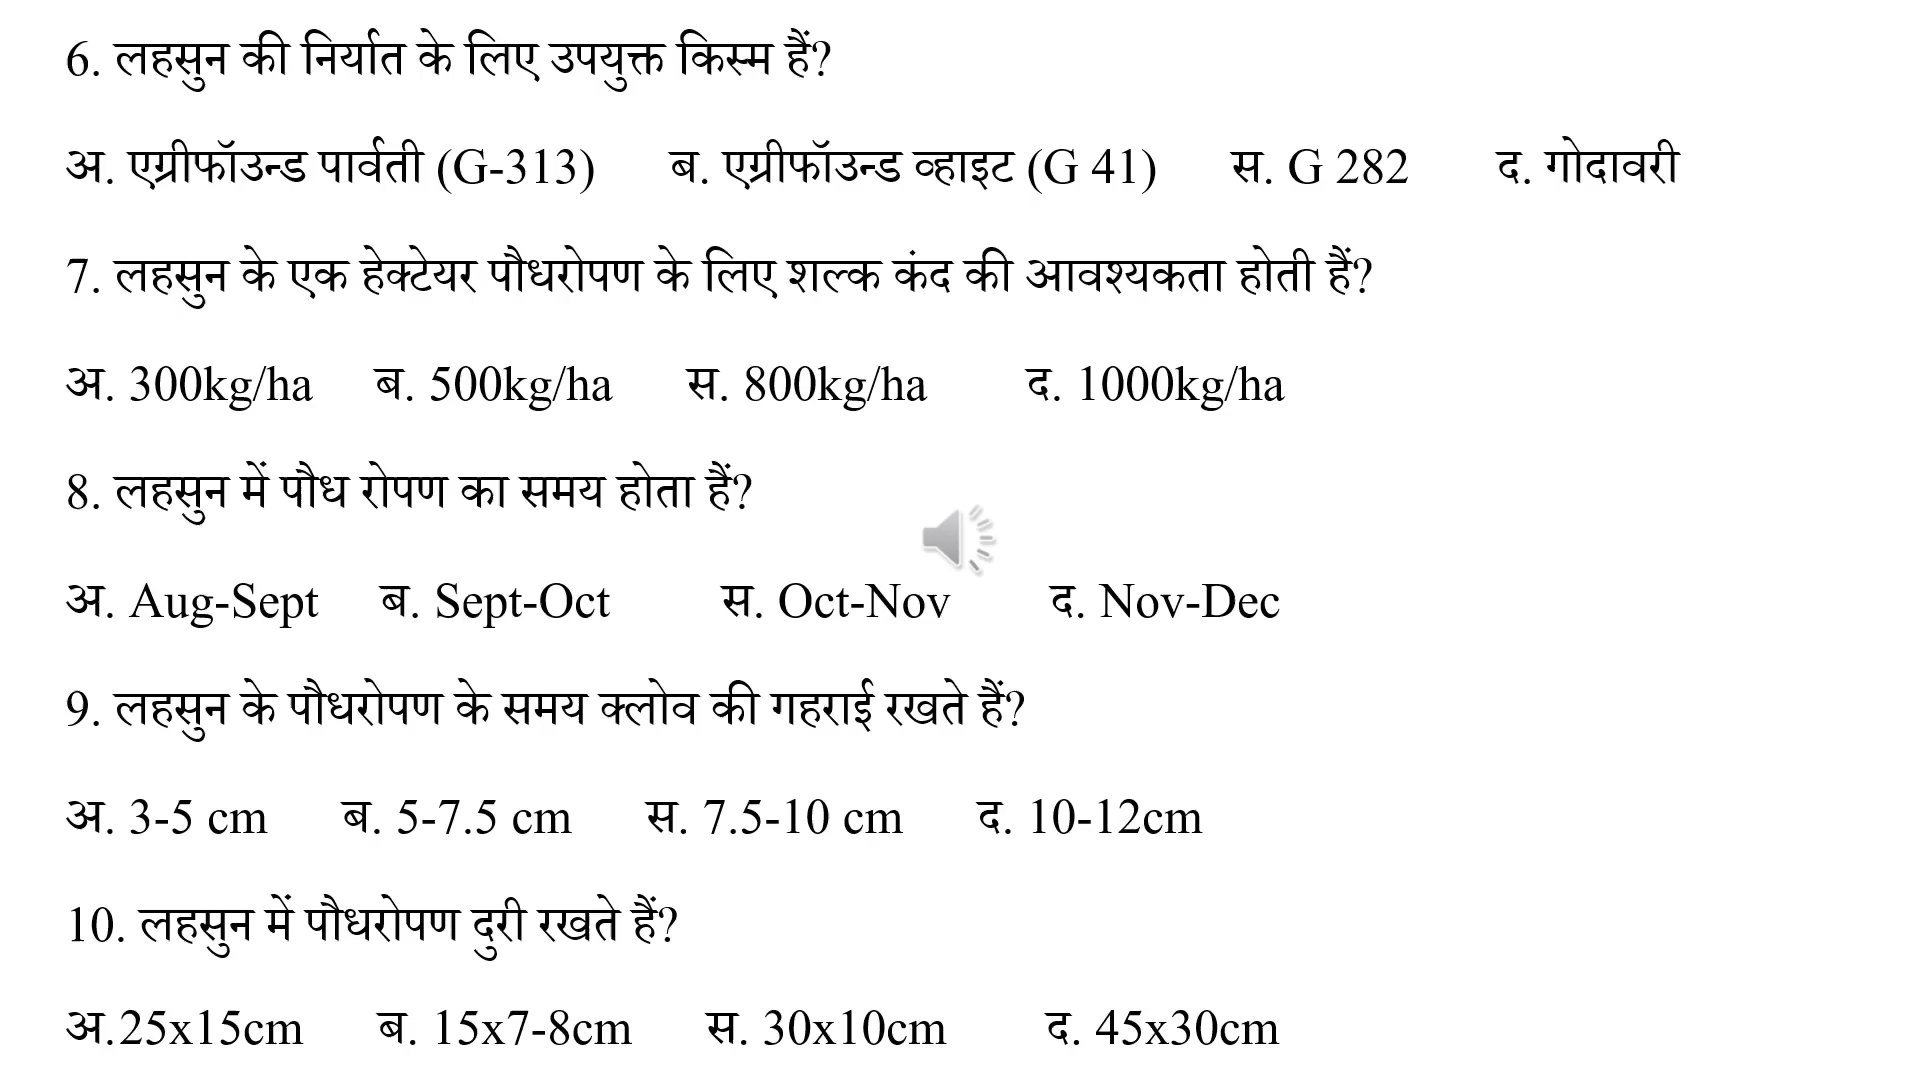 6. लहसुन की निर्यात के लिए उपयुक्त किस्म हैं?
अ. एग्रीफॉउन्ड पार्वती (G-313) ब. एग्रीफॉउन्ड व्हाइट (G 41) स. G 282 द. गोदावरी
7. लहसुन के एक हेक्टेयर पौधरोपण के लिए शल्क कंद की आवश्यकता होती हैं?
अ. 300kg/ha ब. 500kg/ha स. 800kg/ha द. 1000kg/ha
8. लहसुन में पौध रोपण का समय होता हैं?
अ. Aug-Sept ब. Sept-Oct स. Oct-Nov द. Nov-Dec
9. लहसुन के पौधरोपण के समय क्लोव की गहराई रखते हैं?
अ. 3-5 cm ब. 5-7.5 cm स. 7.5-10 cm द. 10-12cm
10. लहसुन में पौधरोपण दुरी रखते हैं?
अ.25x15cm ब. 15x7-8cm स. 30x10cm द. 45x30cm